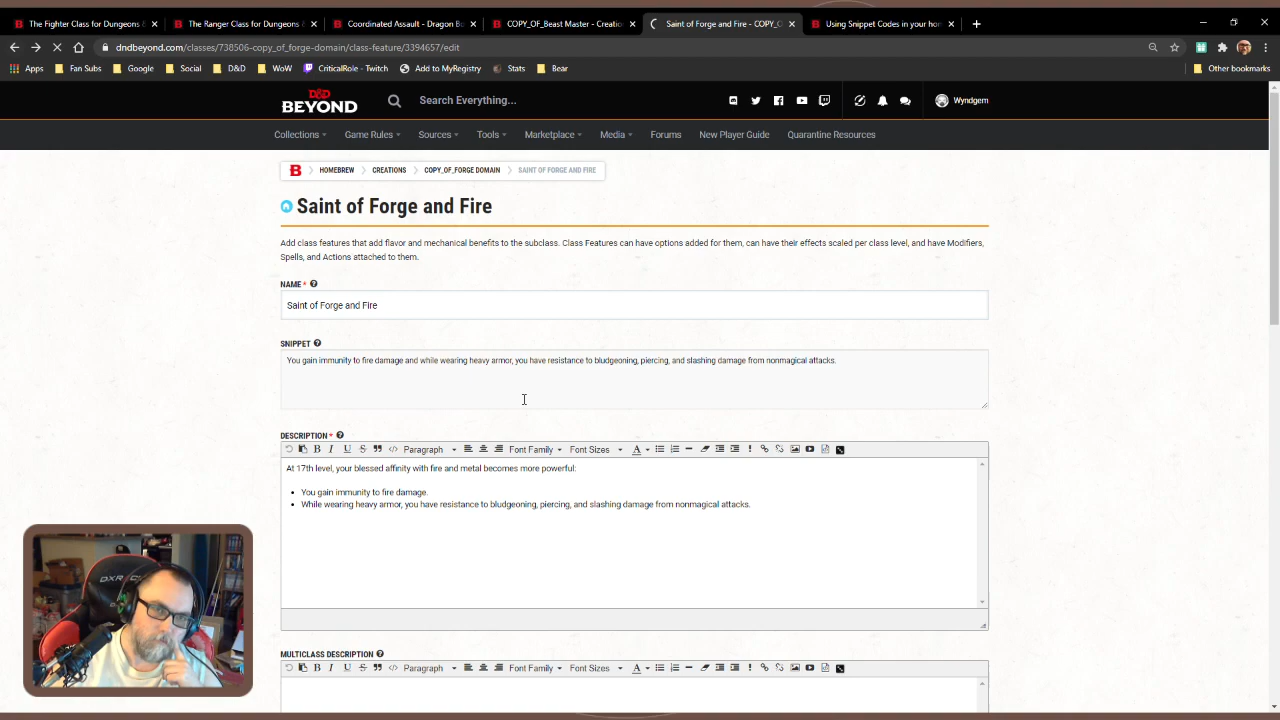 The Fighter Class for Dungeons &
The Ranger Class for Dungeons &
Coordinated Assault - Dragon Bo
COPY_OF_Beast Master - Creatio
Saint of Forge and Fire - COPY_C
Using Snippet Codes in your hom
dndbeyond.com/classes/738506-copy_of_forge-domain/class-feature/3394657/edit
Apps Fan Subs Google Social D&D WoW CriticalRole - Twitch Add to MyRegistry Stats Bear Other bookmarks
D&D
BEYOND
Search Everything...
Wyndgem
Collections Game Rules Sources Tools Marketplace Media Forums New Player Guide Quarantine Resources
B HOMEBREW CREATIONS COPY_OF_FORGE DOMAIN SAINT OF FORGE AND FIRE
Saint of Forge and Fire
Add class features that add flavor and mechanical benefits to the subclass. Class Features can have options added for them, can have their effects scaled per class level, and have Modifiers,
Spells, and Actions attached to them.
NAME *
Saint of Forge and Fire
SNIPPET
You gain immunity to fire damage and while wearing heavy armor, you have resistance to bludgeoning, piercing, and slashing damage from nonmagical attacks.
DESCRIPTION *
B I U S Paragraph Font Family Font Sizes A
At 17th level, your blessed affinity with fire and metal becomes more powerful:
• You gain immunity to fire damage.
• While wearing heavy armor, you have resistance to bludgeoning, piercing, and slashing damage from nonmagical attacks.
MULTICLASS DESCRIPTION
B I U S Paragraph Font Family Font Sizes A